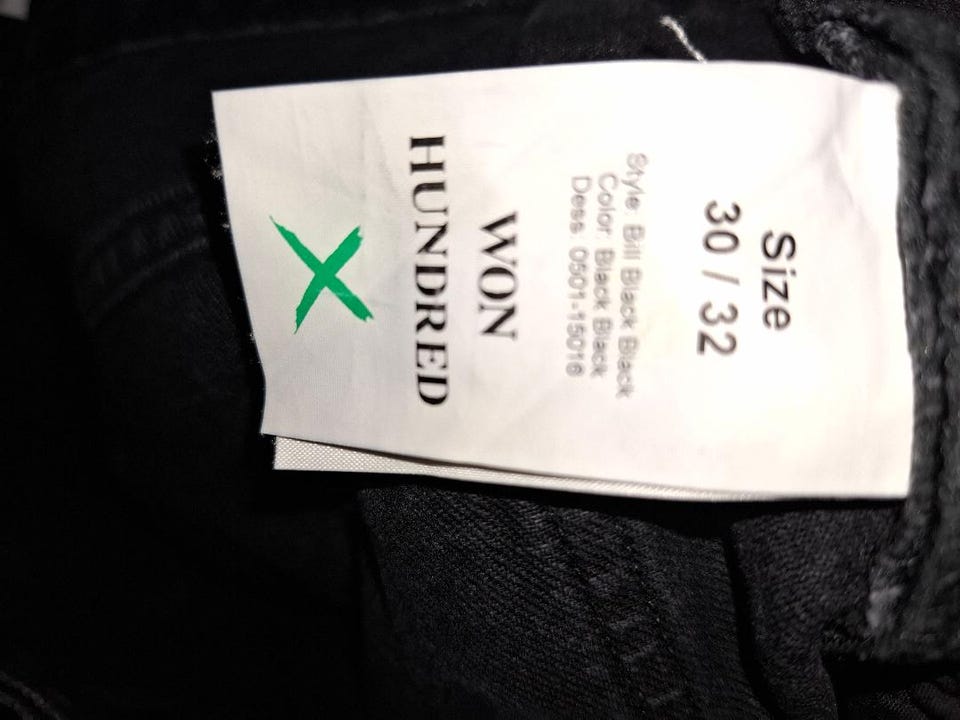 Size
30 / 32
Style: Bill Black Black
Color: Black Black
Dess: 0501-15016
WON
HUNDRED